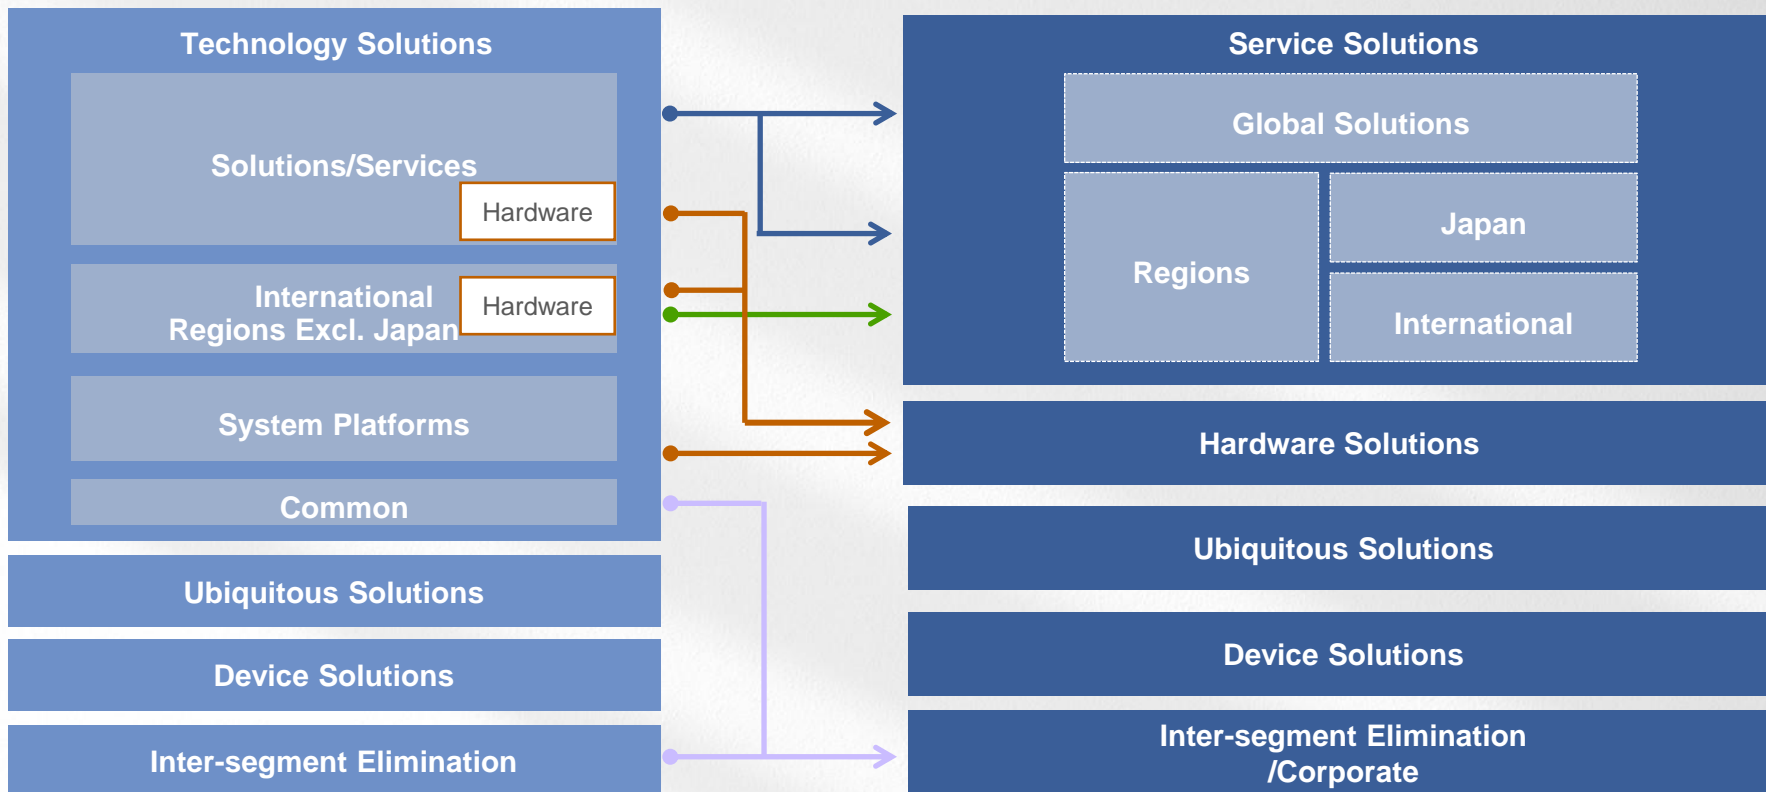 Technology Solutions
Solutions/Services
Hardware
International
Regions Excl. Japan
Hardware
System Platforms
Common
Ubiquitous Solutions
Device Solutions
Inter-segment Elimination
Service Solutions
Global Solutions
Regions
Japan
International
Hardware Solutions
Ubiquitous Solutions
Device Solutions
Inter-segment Elimination
/Corporate